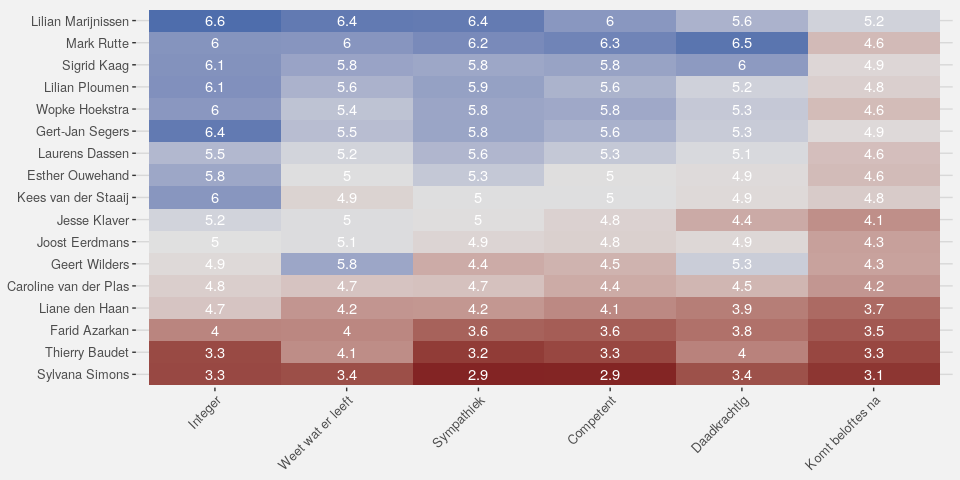 Lilian Marijnissen 6.6 6.4 6.4 6 5.6 5.2
Mark Rutte 6 6 6.2 6.3 6.5 4.6
Sigrid Kaag 6.1 5.8 5.8 5.8 6 4.9
Lilian Ploumen 6.1 5.6 5.9 5.6 5.2 4.8
Wopke Hoekstra 6 5.4 5.8 5.8 5.3 4.6
Gert-Jan Segers 6.4 5.5 5.8 5.6 5.3 4.9
Laurens Dassen 5.5 5.2 5.6 5.3 5.1 4.6
Esther Ouwehand 5.8 5 5.3 5 4.9 4.6
Kees van der Staaij 6 4.9 5 5 4.9 4.8
Jesse Klaver 5.2 5 5 4.8 4.4 4.1
Joost Eerdmans 5 5.1 4.9 4.8 4.9 4.3
Geert Wilders 4.9 5.8 4.4 4.5 5.3 4.3
Caroline van der Plas 4.8 4.7 4.7 4.4 4.5 4.2
Liane den Haan 4.7 4.2 4.2 4.1 3.9 3.7
Farid Azarkan 4 4 3.6 3.6 3.8 3.5
Thierry Baudet 3.3 4.1 3.2 3.3 4 3.3
Sylvana Simons 3.3 3.4 2.9 2.9 3.4 3.1
Integer
Weet wat er leeft
Sympathiek
Competent
Daadkrachtig
Komt beloftes na